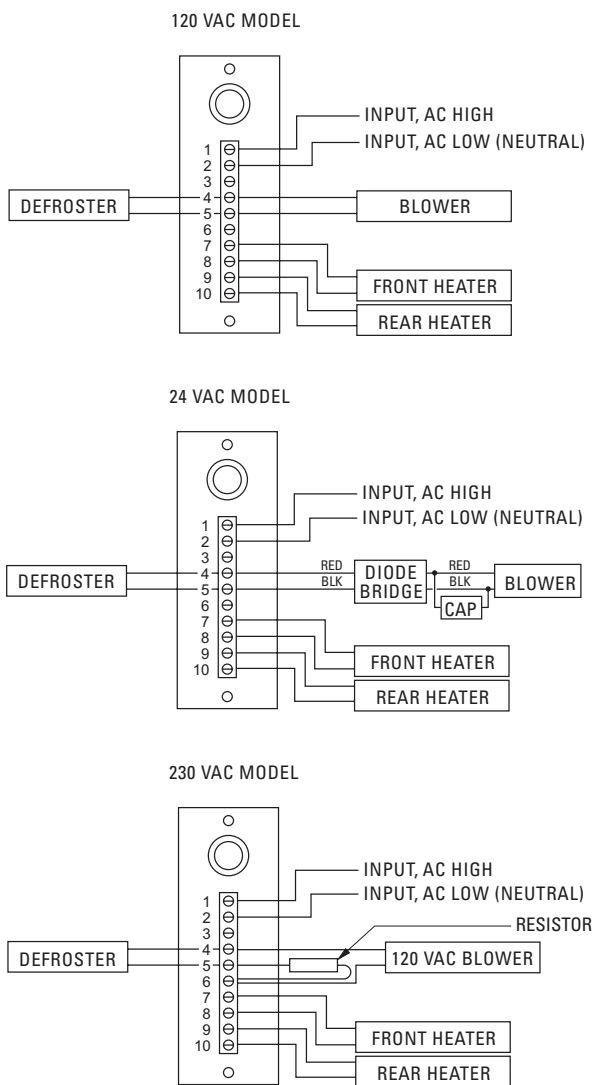 120 VAC MODEL
INPUT, AC HIGH
INPUT, AC LOW (NEUTRAL)
1
2
3
4
5
6
7
8
9
10
DEFROSTER
BLOWER
FRONT HEATER
REAR HEATER
24 VAC MODEL
INPUT, AC HIGH
INPUT, AC LOW (NEUTRAL)
1
2
3
4
5
6
7
8
9
10
DEFROSTER
RED
BLK
DIODE
BRIDGE
RED
BLK
CAP
BLOWER
FRONT HEATER
REAR HEATER
230 VAC MODEL
INPUT, AC HIGH
INPUT, AC LOW (NEUTRAL)
RESISTOR
1
2
3
4
5
6
7
8
9
10
DEFROSTER
120 VAC BLOWER
FRONT HEATER
REAR HEATER